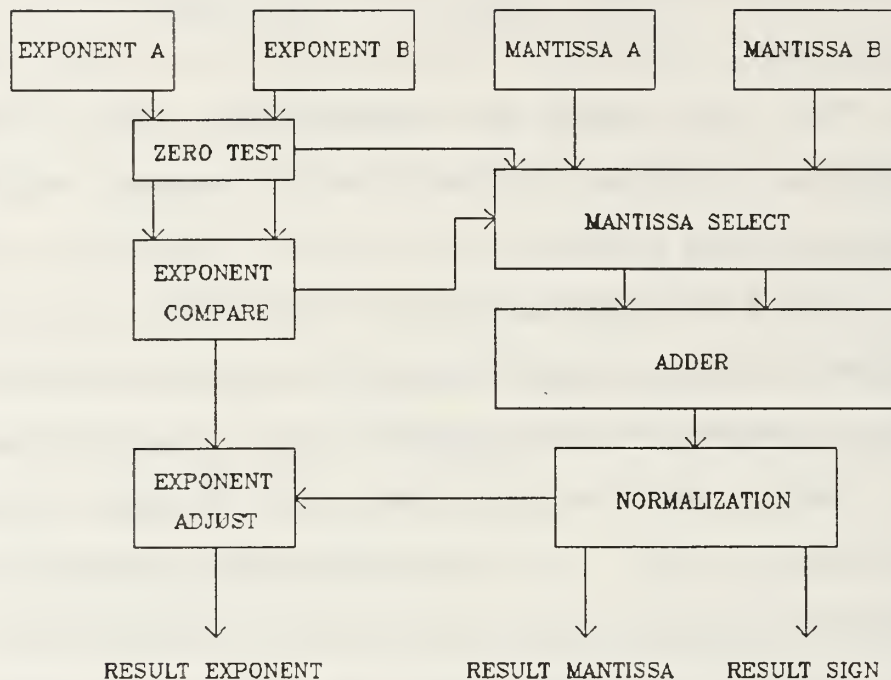 EXPONENT A
EXPONENT B
MANTISSA A
MANTISSA B
ZERO TEST
MANTISSA SELECT
EXPONENT
COMPARE
ADDER
EXPONENT
ADJUST
NORMALIZATION
RESULT EXPONENT
RESULT MANTISSA
RESULT SIGN